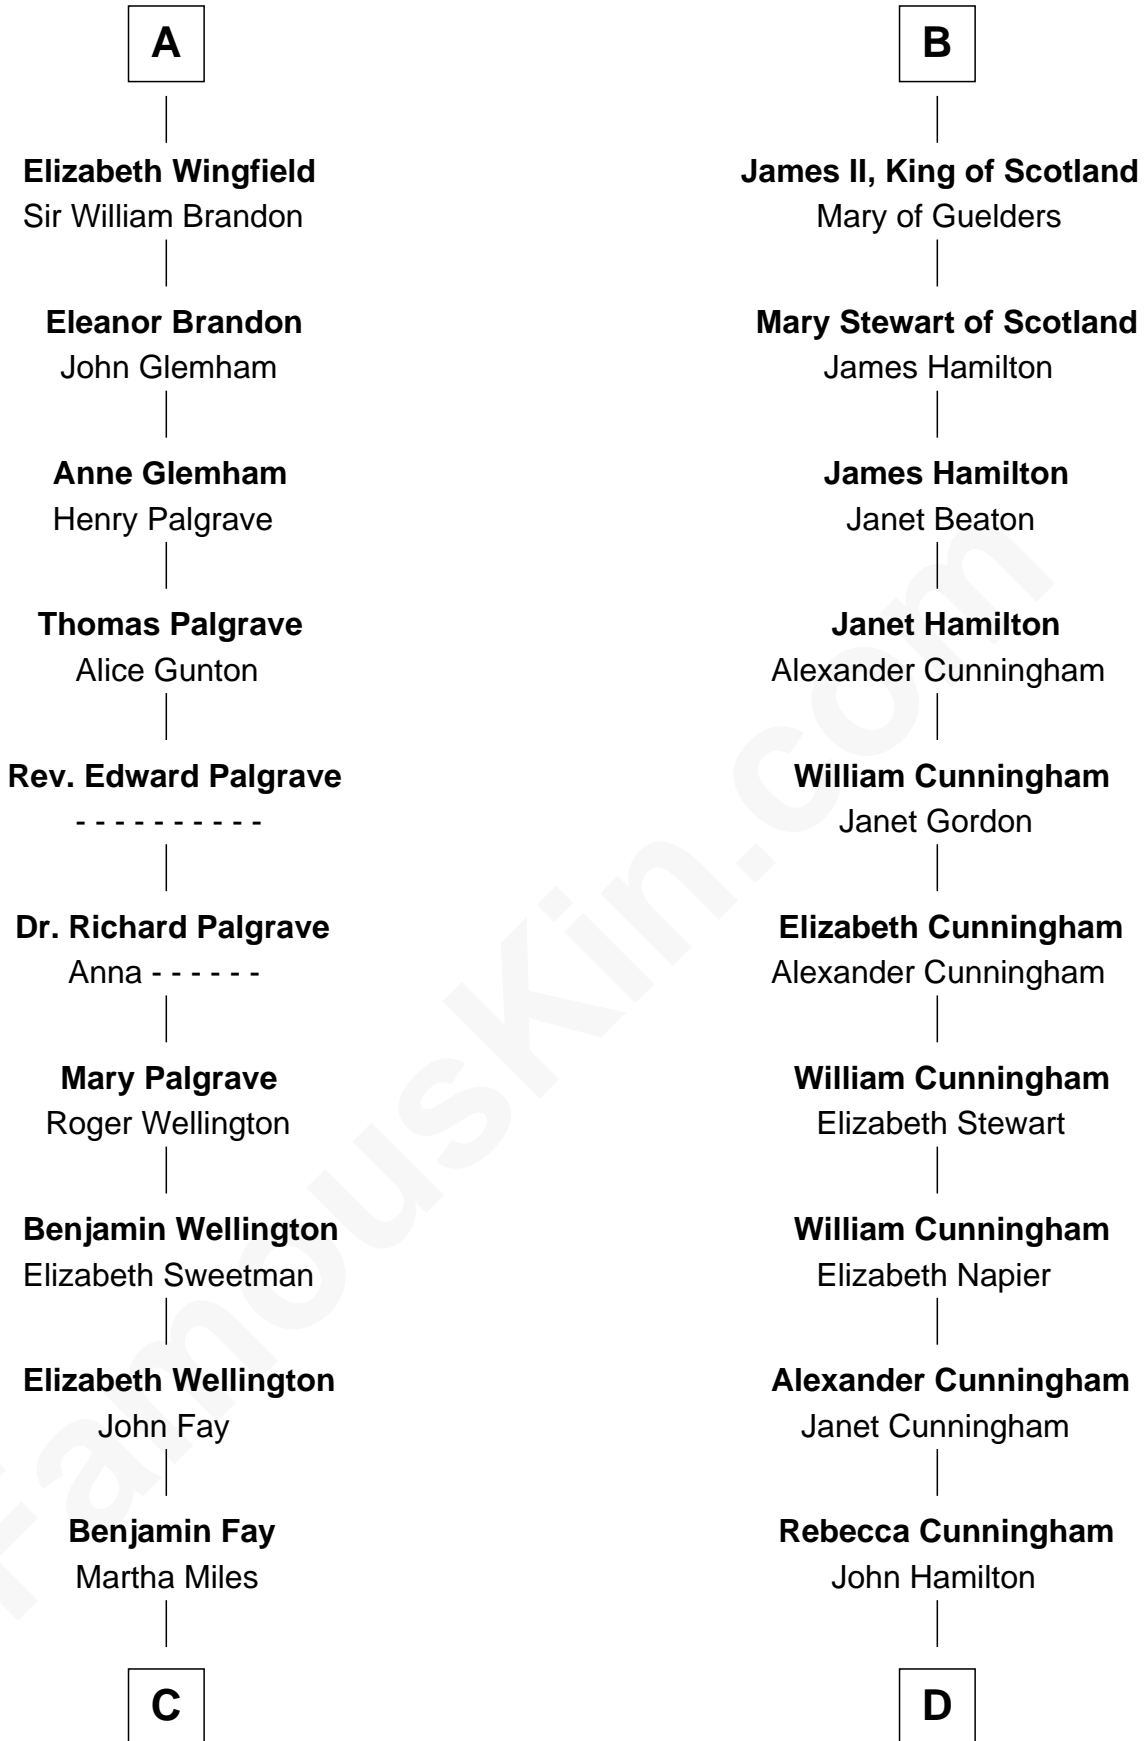 A
Elizabeth Wingfield
Sir William Brandon
Eleanor Brandon
John Glemham
Anne Glemham
Henry Palgrave
Thomas Palgrave
Alice Gunton
Rev. Edward Palgrave
- - - - - - - - - -
Dr. Richard Palgrave
Anna - - - - - -
Mary Palgrave
Roger Wellington
Benjamin Wellington
Elizabeth Sweetman
Elizabeth Wellington
John Fay
Benjamin Fay
Martha Miles
C
B
James II, King of Scotland
Mary of Guelders
Mary Stewart of Scotland
James Hamilton
James Hamilton
Janet Beaton
Janet Hamilton
Alexander Cunningham
William Cunningham
Janet Gordon
Elizabeth Cunningham
Alexander Cunningham
William Cunningham
Elizabeth Stewart
William Cunningham
Elizabeth Napier
Alexander Cunningham
Janet Cunningham
Rebecca Cunningham
John Hamilton
D
FamousKin.com